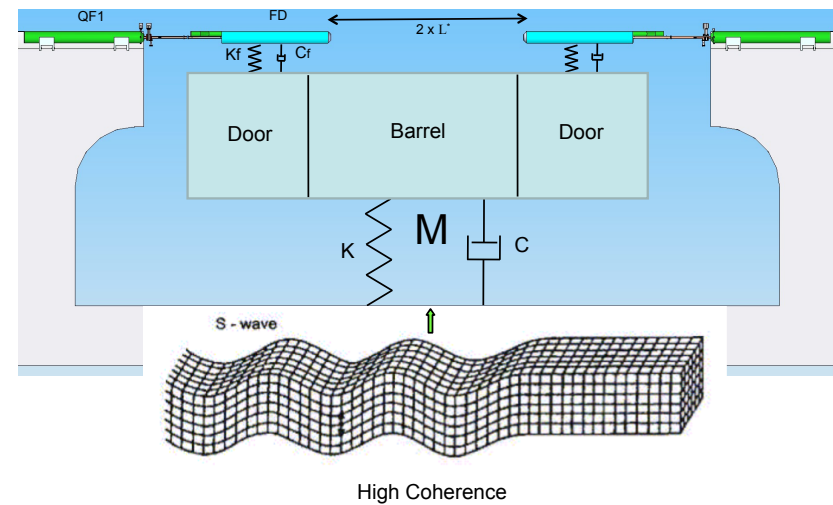 QF1
FD
2 x L*
Kf
Cf
Door
Barrel
Door
K
M
C
S - wave
High Coherence